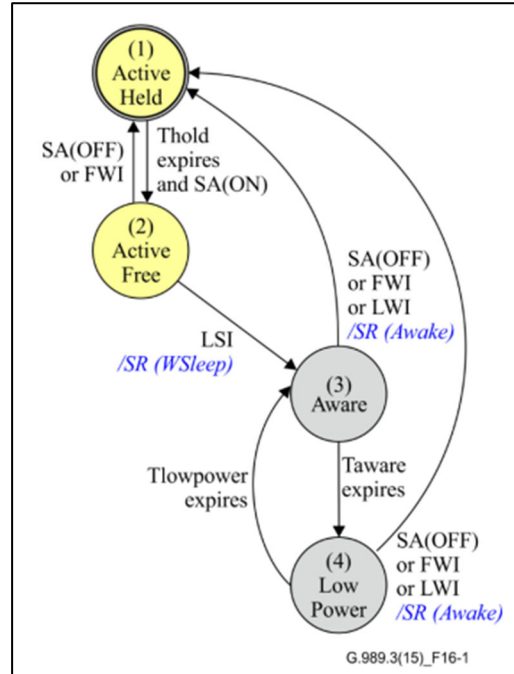 (1)
Active
Held
SA(OFF)
or FWI
Thold
expires
and SA(ON)
(2)
Active
Free
LSI
/SR (WSleep)
SA(OFF)
or FWI
or LWI
/SR (Awake)
(3)
Aware
Tlowpower
expires
Taware
expires
(4)
Low
Power
SA(OFF)
or FWI
or LWI
/SR (Awake)
G.989.3(15)_F16-1